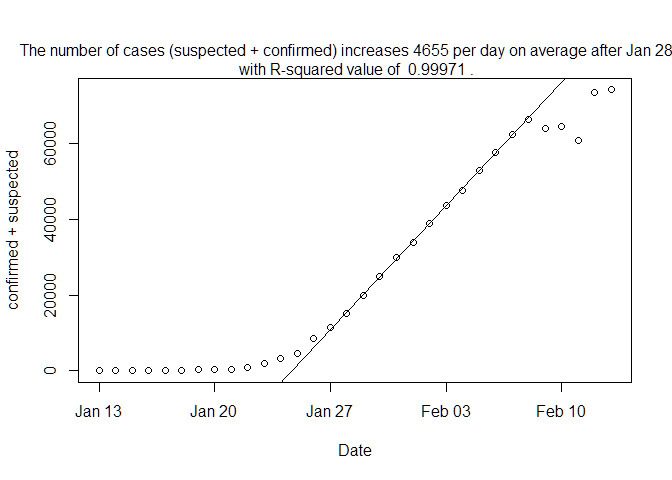 The number of cases (suspected + confirmed) increases 4655 per day on average after Jan 28
with R-squared value of 0.99971 .
confirmed + suspected
60000
40000
20000
0
Jan 13
Jan 20
Jan 27
Feb 03
Feb 10
Date